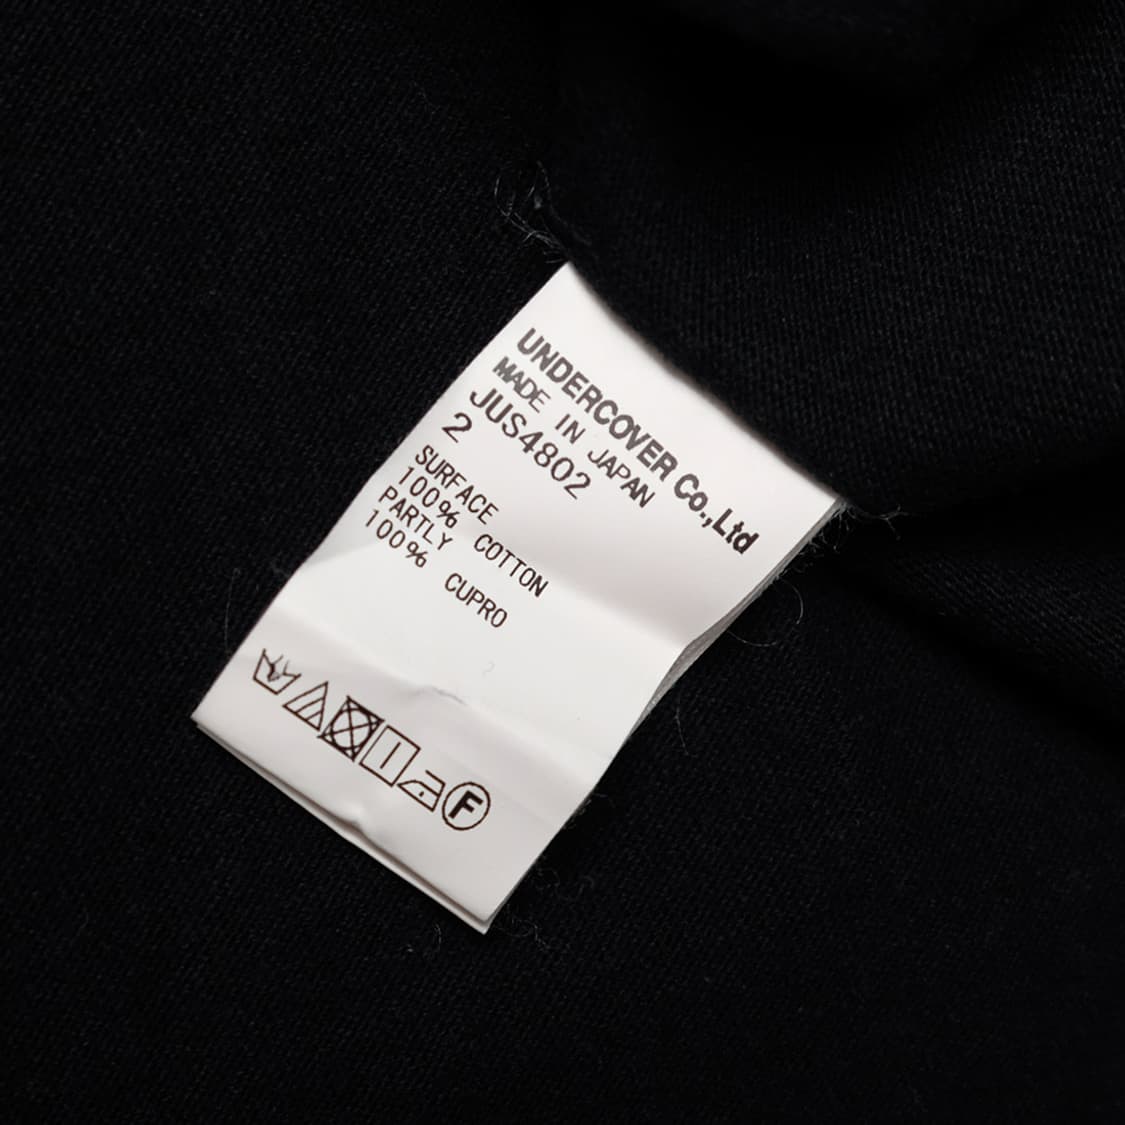 UNDERCOVER Co.,Ltd
MADE IN JAPAN
JUS4802
2
SURFACE
100% COTTON
PARTLY
100% CUPRO
F